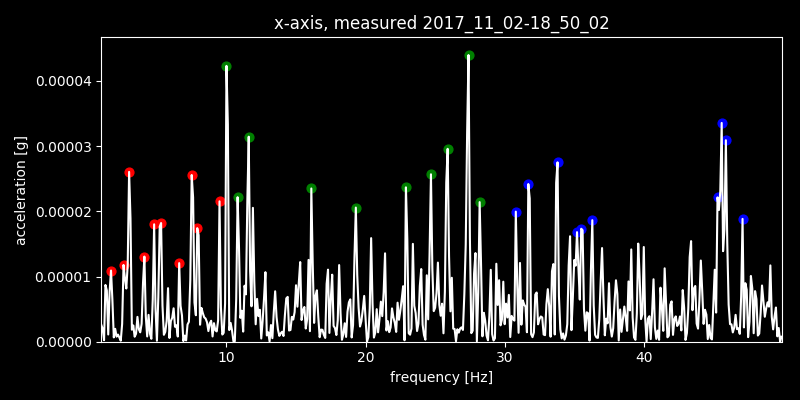 x-axis, measured 2017_11_02-18_50_02
acceleration [g]
0.00004
0.00003
0.00002
0.00001
0.00000
10 20 30 40
frequency [Hz]